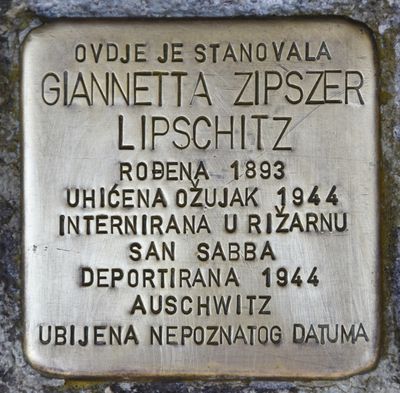 OVDJE JE STANOVALA
GIANNETTA ZIPSZER
LIPSCHITZ
ROĐENA 1893
UHIĆENA OŽUJAK 1944
INTERNIRANA U RIŽARNU
SAN SABBA
DEPORTIRANA 1944
AUSCHWITZ
UBIJENA NEPOZNATOG DATUMA